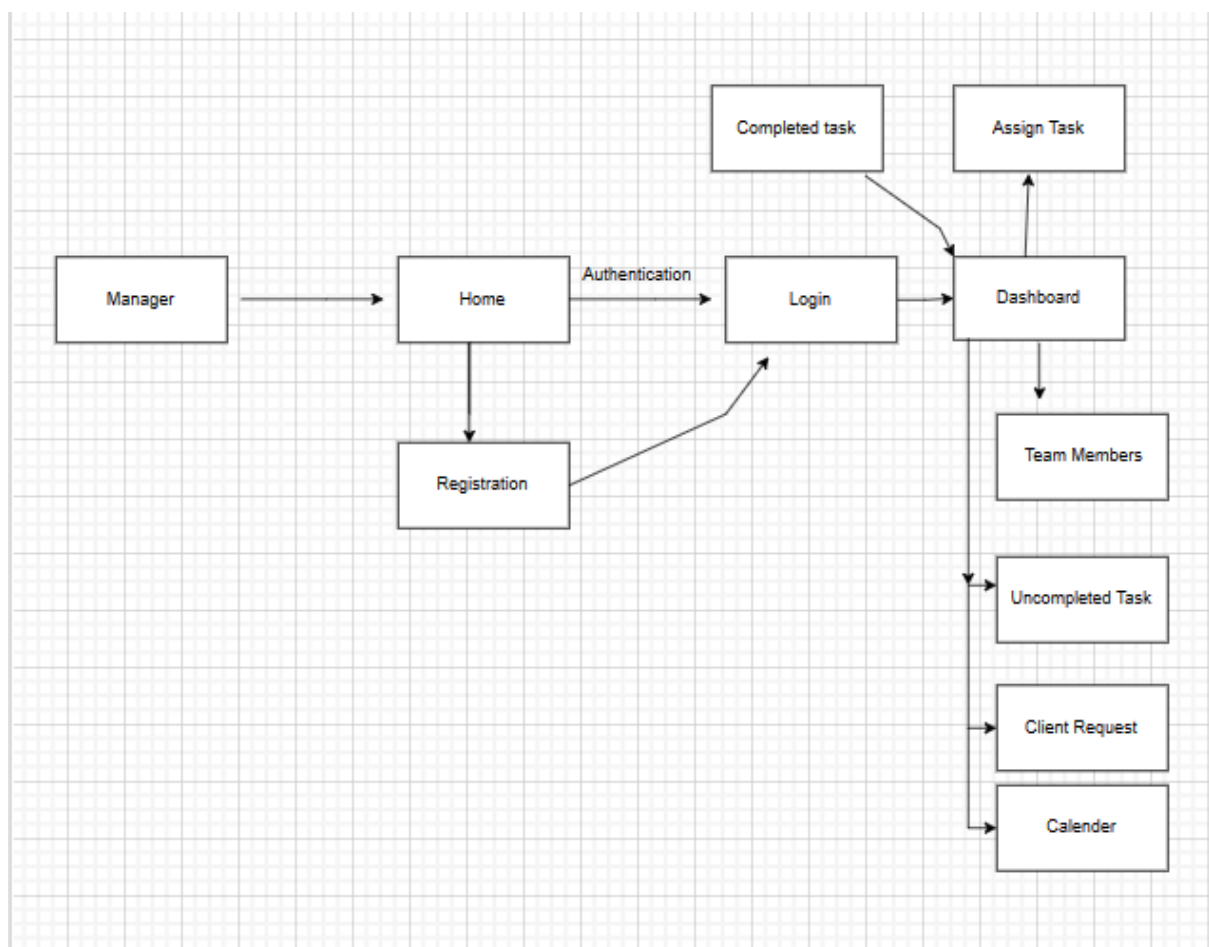 Completed task
Assign Task
Authentication
Manager
Home
Login
Dashboard
Team Members
Registration
Uncompleted Task
Client Request
Calender